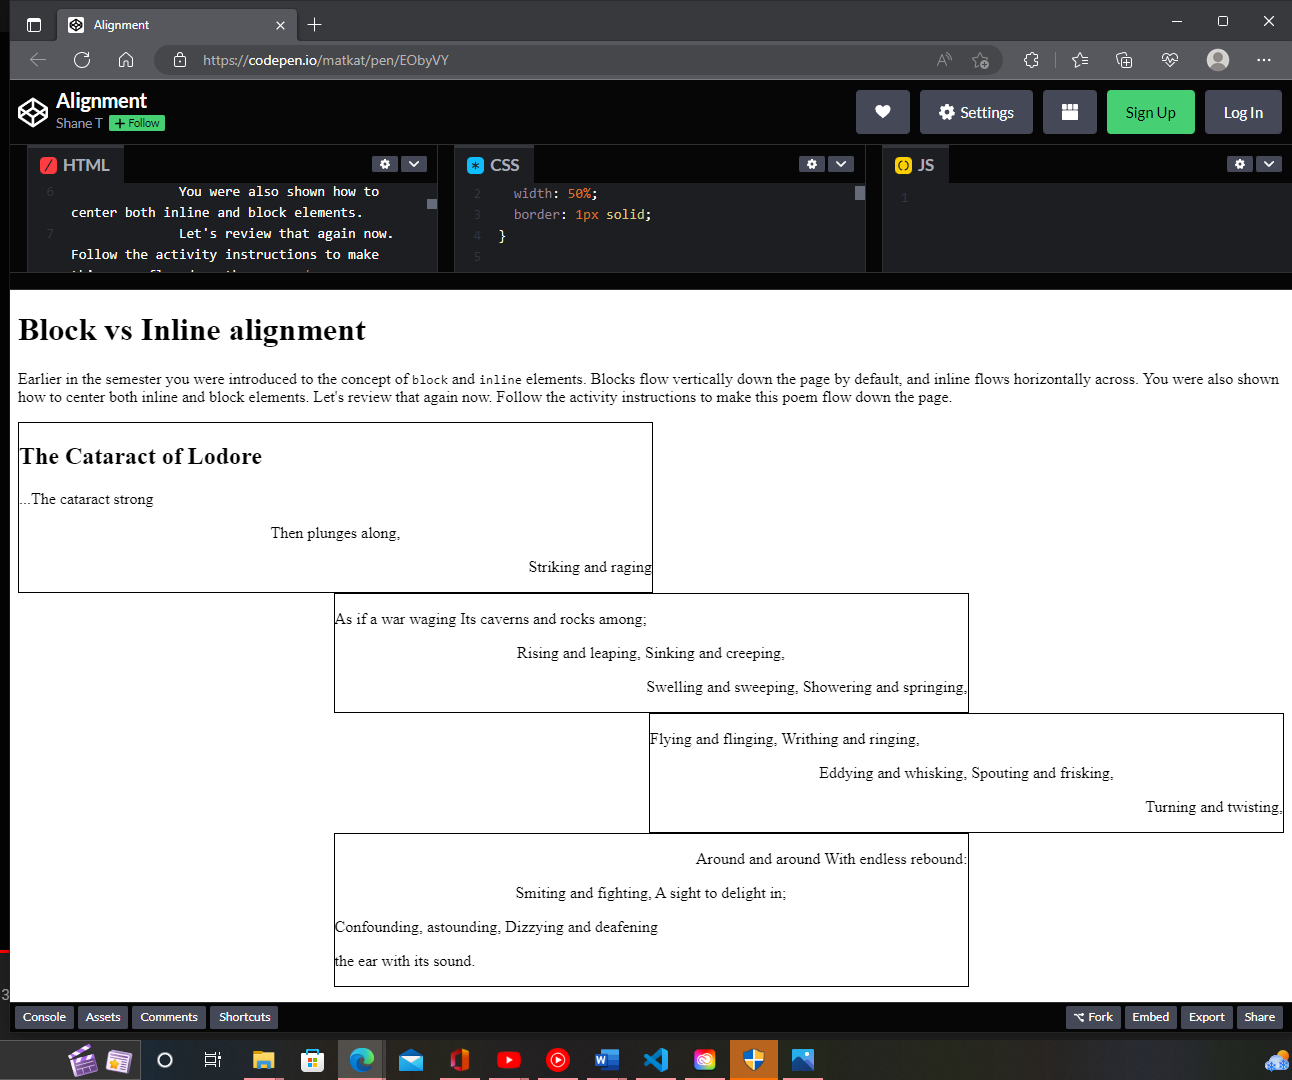 Alignment
https://codepen.io/matkat/pen/EObyVY
Alignment
Shane T + Follow
Settings
Sign Up
Log In
HTML
CSS
JS
6 You were also shown how to
center both inline and block elements.
7 Let's review that again now.
Follow the activity instructions to make
2 width: 50%;
3 border: 1px solid;
4 }
5
1
Block vs Inline alignment
Earlier in the semester you were introduced to the concept of block and inline elements. Blocks flow vertically down the page by default, and inline flows horizontally across. You were also shown
how to center both inline and block elements. Let's review that again now. Follow the activity instructions to make this poem flow down the page.
The Cataract of Lodore
...The cataract strong
Then plunges along,
Striking and raging
As if a war waging Its caverns and rocks among;
Rising and leaping, Sinking and creeping,
Swelling and sweeping, Showering and springing,
Flying and flinging, Writhing and ringing,
Eddying and whisking, Spouting and frisking,
Turning and twisting,
Around and around With endless rebound:
Smiting and fighting, A sight to delight in;
Confounding, astounding, Dizzying and deafening
the ear with its sound.
3
Console
Assets
Comments
Shortcuts
Fork
Embed
Export
Share